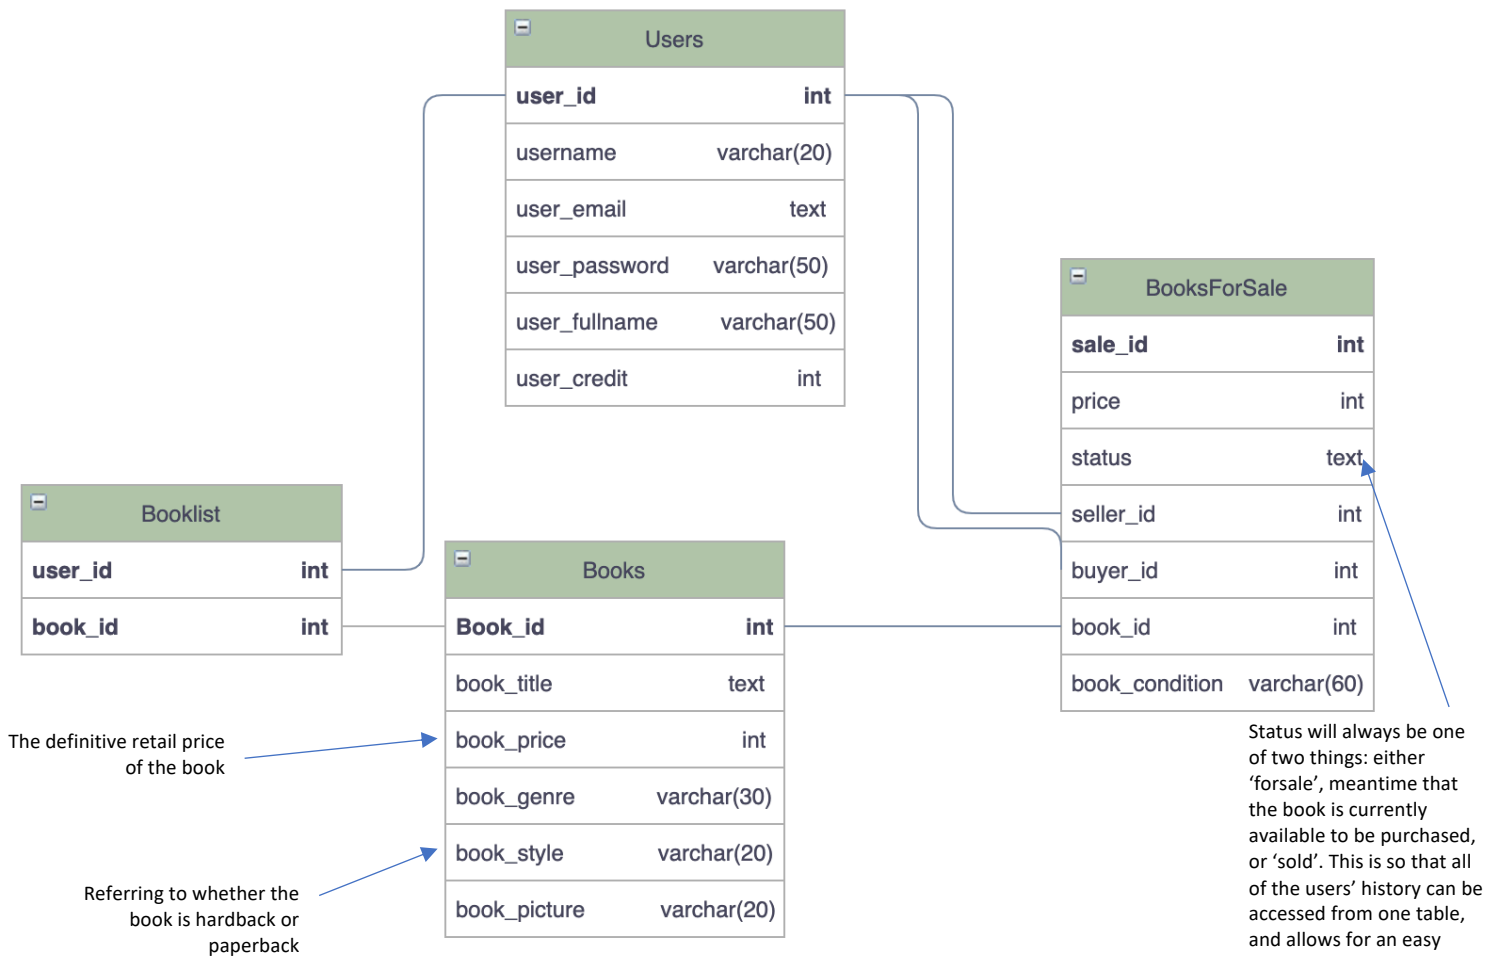 Users
user_id int
username varchar(20)
user_email text
user_password varchar(50)
user_fullname varchar(50)
user_credit int
BooksForSale
sale_id int
price int
status text
seller_id int
buyer_id int
book_id int
book_condition varchar(60)
Booklist
user_id int
book_id int
Books
Book_id int
book_title text
book_price int
book_genre varchar(30)
book_style varchar(20)
book_picture varchar(20)
The definitive retail price
of the book
Referring to whether the
book is hardback or
paperback
Status will always be one
of two things: either
‘forsale’, meantime that
the book is currently
available to be purchased,
or ‘sold’. This is so that all
of the users’ history can be
accessed from one table,
and allows for an easy